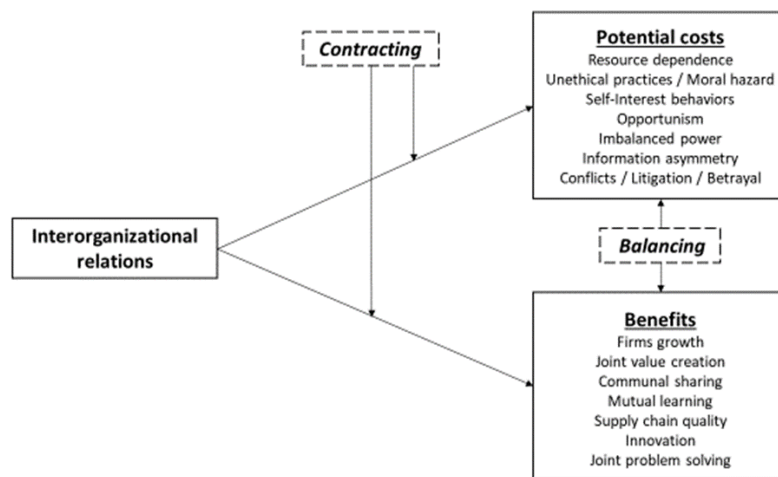 Contracting
Potential costs
Resource dependence
Unethical practices / Moral hazard
Self-Interest behaviors
Opportunism
Imbalanced power
Information asymmetry
Conflicts / Litigation / Betrayal
Interorganizational
relations
Balancing
Benefits
Firms growth
Joint value creation
Communal sharing
Mutual learning
Supply chain quality
Innovation
Joint problem solving